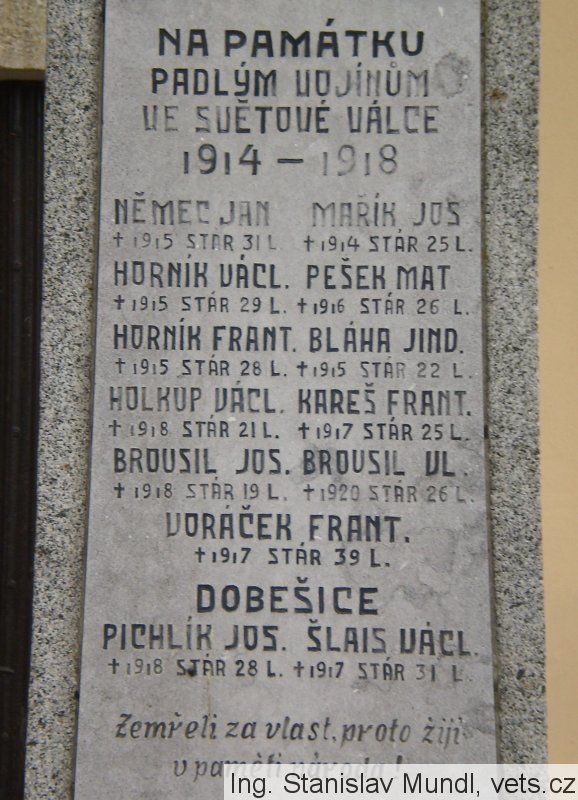 NA PAMÁTKU
PADLÝM VOJÍNŮM
VE SVĚTOVÉ VÁLCE
1914 – 1918
NĚMEC JAN MAŘÍK JOS
✝ 1915 STÁR 31 L. ✝ 1914 STÁR 25 L.
HORNÍK VÁCL. PEŠEK MAT
✝ 1915 STÁR 29 L. ✝ 1916 STÁR 26 L.
HORNÍK FRANT. BLÁHA JIND.
✝ 1915 STÁR 28 L. ✝ 1915 STÁR 22 L.
HOLKUP VÁCL. KAREŠ FRANT.
✝ 1918 STÁR 21 L. ✝ 1917 STÁR 25 L.
BROUSIL JOS. BROUSIL VL.
✝ 1918 STÁR 19 L. ✝ 1920 STÁR 26 L.
VORÁČEK FRANT.
✝ 1917 STÁR 39 L.
DOBEŠICE
PICHLÍK JOS. ŠLAIS VÁCL.
✝ 1918 STÁR 28 L. ✝ 1917 STÁR 31 L.
Zemřeli za vlast, proto žijí
v paměti národa!
Ing. Stanislav Mundl, vets.cz